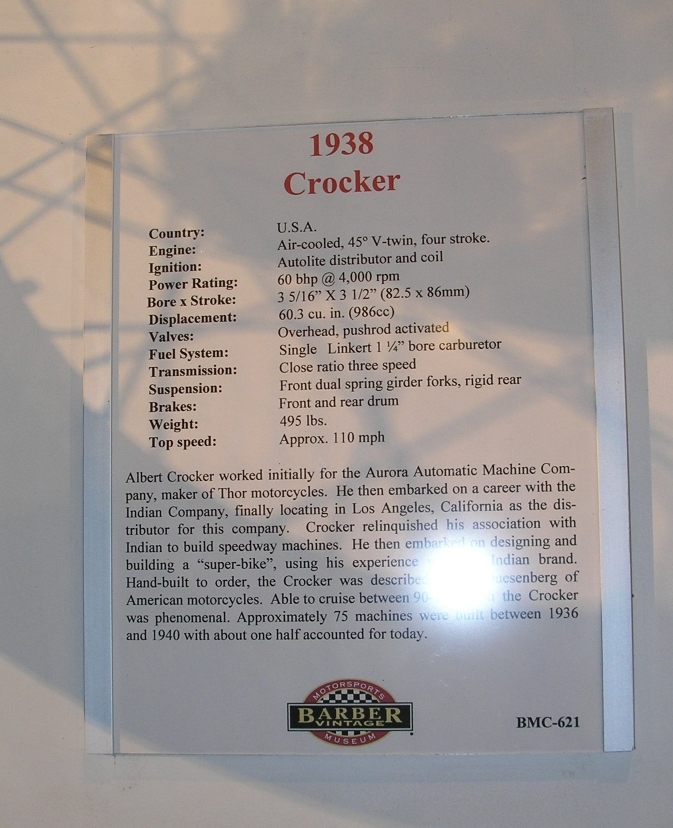 1938
Crocker
Country: U.S.A.
Engine: Air-cooled, 45° V-twin, four stroke.
Ignition: Autolite distributor and coil
Power Rating: 60 bhp @ 4,000 rpm
Bore x Stroke: 3 5/16” X 3 1/2” (82.5 x 86mm)
Displacement: 60.3 cu. in. (986cc)
Valves: Overhead, pushrod activated
Fuel System: Single Linkert 1 ¼” bore carburetor
Transmission: Close ratio three speed
Suspension: Front dual spring girder forks, rigid rear
Brakes: Front and rear drum
Weight: 495 lbs.
Top speed: Approx. 110 mph
Albert Crocker worked initially for the Aurora Automatic Machine Com-
pany, maker of Thor motorcycles. He then embarked on a career with the
Indian Company, finally locating in Los Angeles, California as the dis-
tributor for this company. Crocker relinquished his association with
Indian to build speedway machines. He then embarked on designing and
building a “super-bike”, using his experience Indian brand.
Hand-built to order, the Crocker was of
American motorcycles. Able to cruise between the Crocker
was phenomenal. Approximately 75 machines were built between 1936
and 1940 with about one half accounted for today.
MOTORSPORTS
BARBER
VINTAGE
MUSEUM
BMC-621